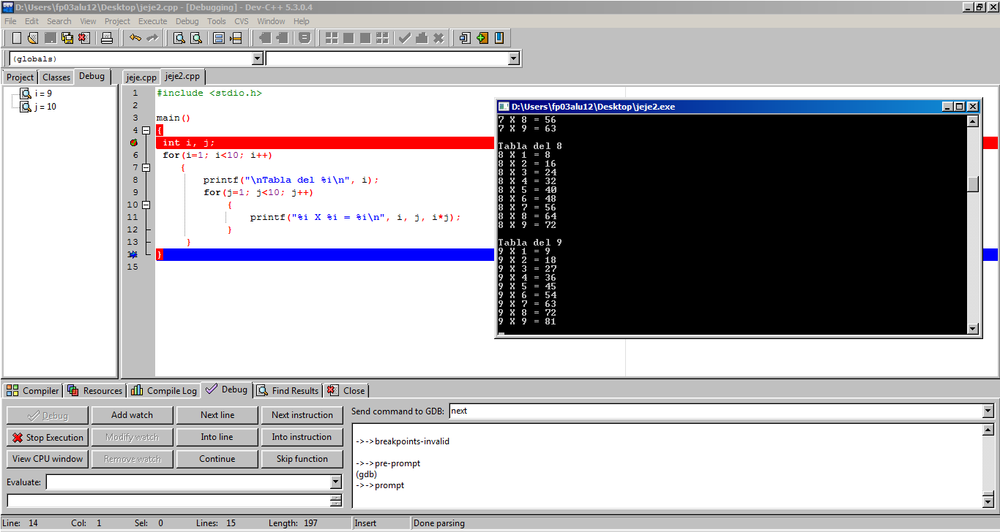 D:\Users\fp03alu12\Desktop\jeje2.cpp - [Debugging] - Dev-C++ 5.3.0.4
File Edit Search View Project Execute Debug Tools CVS Window Help
(globals)
Project Classes Debug
i = 9
j = 10
jeje.cpp jeje2.cpp
1 #include <stdio.h>
2
3 main()
4 {
int i, j;
6 for(i=1; i<10; i++)
7 {
8 printf("\nTabla del %i\n", i);
9 for(j=1; j<10; j++)
10 {
11 printf("%i X %i = %i\n", i, j, i*j);
12 }
13 }
14 }
15
D:\Users\fp03alu12\Desktop\jeje2.exe
7 X 8 = 56
7 X 9 = 63
Tabla del 8
8 X 1 = 8
8 X 2 = 16
8 X 3 = 24
8 X 4 = 32
8 X 5 = 40
8 X 6 = 48
8 X 7 = 56
8 X 8 = 64
8 X 9 = 72
Tabla del 9
9 X 1 = 9
9 X 2 = 18
9 X 3 = 27
9 X 4 = 36
9 X 5 = 45
9 X 6 = 54
9 X 7 = 63
9 X 8 = 72
9 X 9 = 81
Compiler Resources Compile Log Debug Find Results Close
Debug Add watch Next line Next instruction
Stop Execution Modify watch Into line Into instruction
View CPU window Remove watch Continue Skip function
Evaluate:
Send command to GDB: next
->->breakpoints-invalid
->->pre-prompt
(gdb)
->->prompt
Line: 14 Col: 1 Sel: 0 Lines: 15 Length: 197 Insert Done parsing